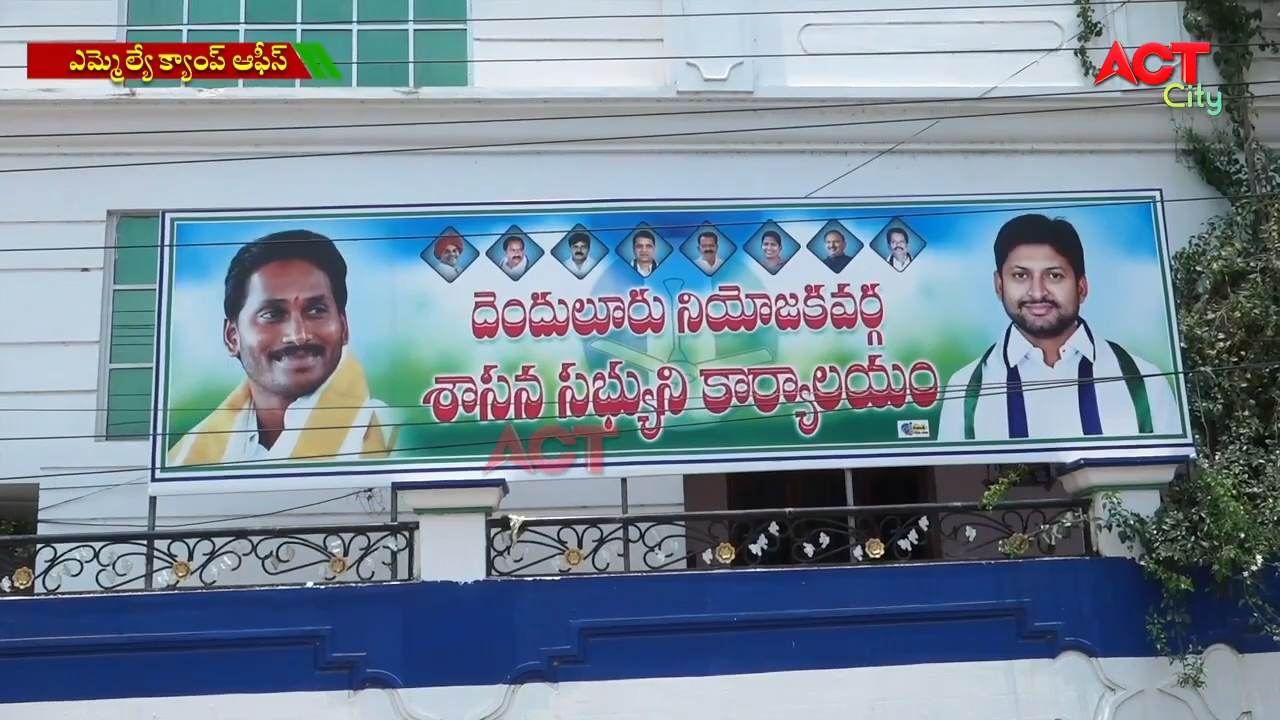 ఎమ్మెల్యే క్యాంప్ ఆఫీస్
ACT
City
దెందులూరు నియోజకవర్గ
శాసన సభ్యుని కార్యాలయం
ACT